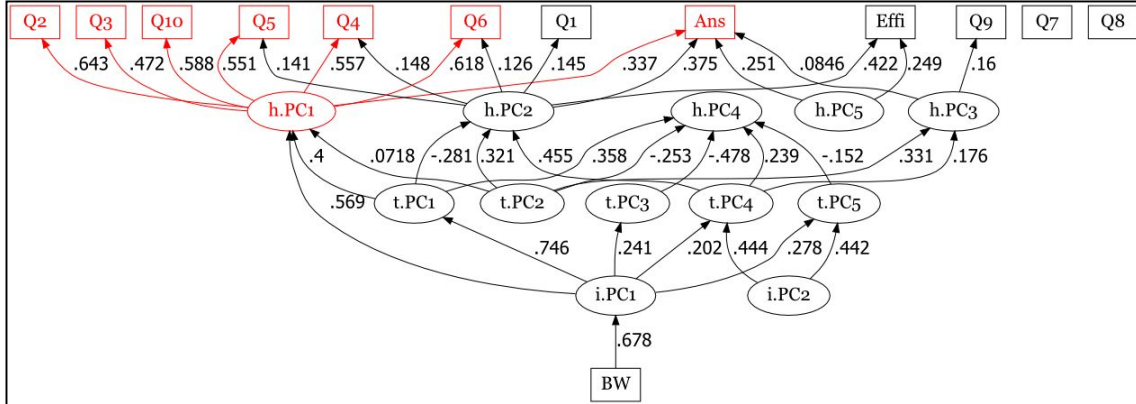 Q2 Q3 Q10 Q5 Q4 Q6 Q1 Ans Effi Q9 Q7 Q8
.643 .472 .588 .551 .141 .557 .148 .618 .126 .145 .337 .375 .251 .0846 .422 .249 .16
h.PC1 h.PC2 h.PC4 h.PC5 h.PC3
.4 .0718 -.281 .321 .455 .358 -.253 -.478 .239 -.152 .331 .176
t.PC1 t.PC2 t.PC3 t.PC4 t.PC5
.569 .746 .241 .202 .444 .278 .442
i.PC1 i.PC2
.678
BW